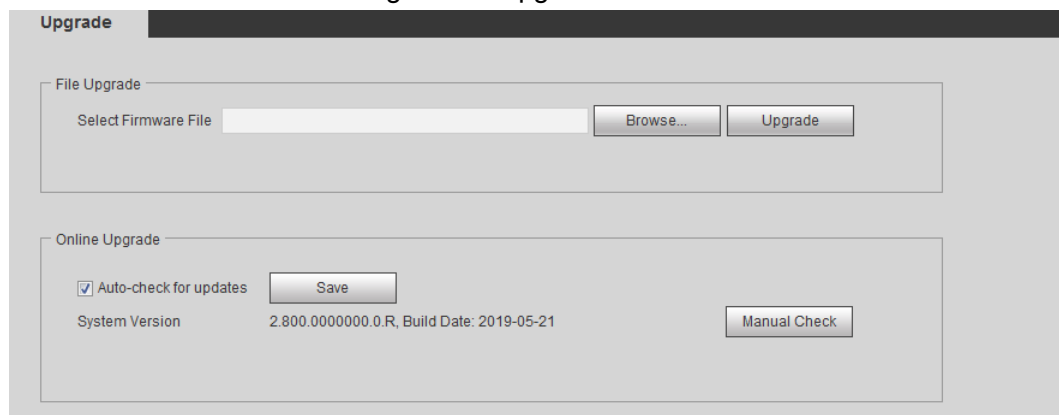 Upgrade
File Upgrade
Select Firmware File Browse... Upgrade
Online Upgrade
Auto-check for updates Save
System Version 2.800.0000000.0.R, Build Date: 2019-05-21 Manual Check